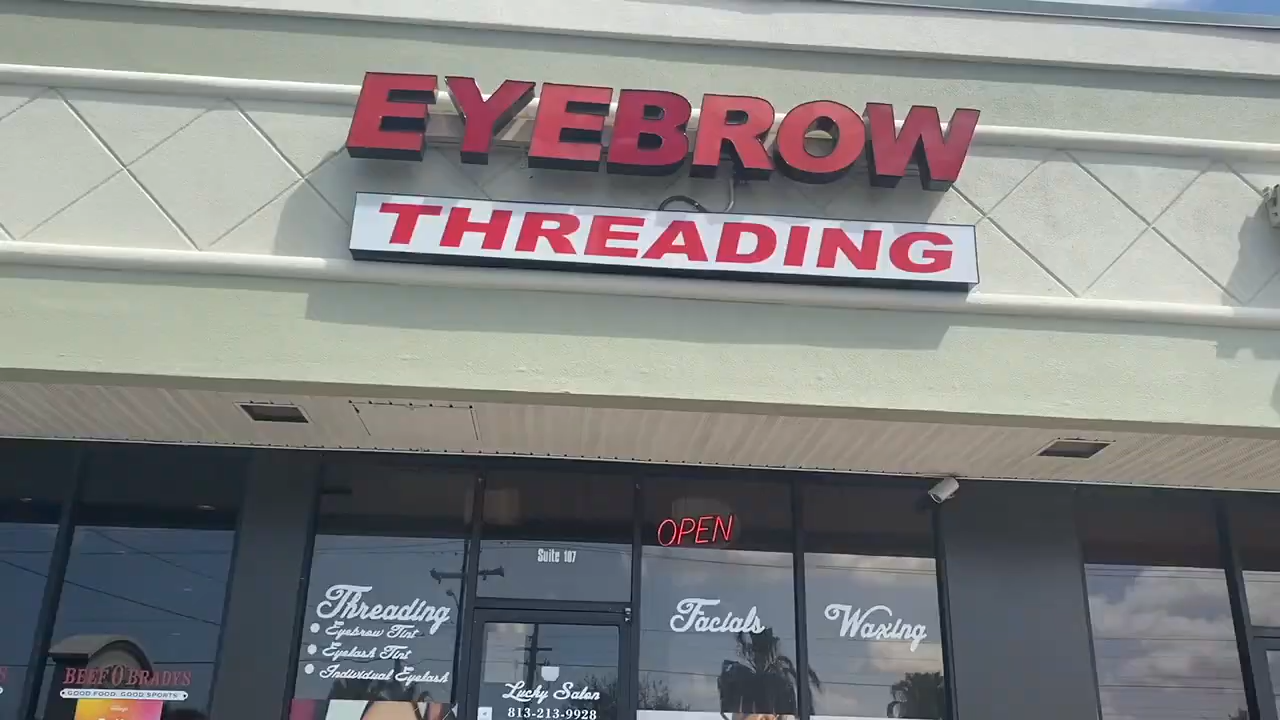 EYEBROW
THREADING
OPEN
Suite 107
Threading
Eyebrow Tint
Eyelash Tint
Individual Eyelash
Facials
Waxing
Lucky Salon
813-213-9928
BEEF 'O' BRADYS
GOOD FOOD. GOOD SPORTS